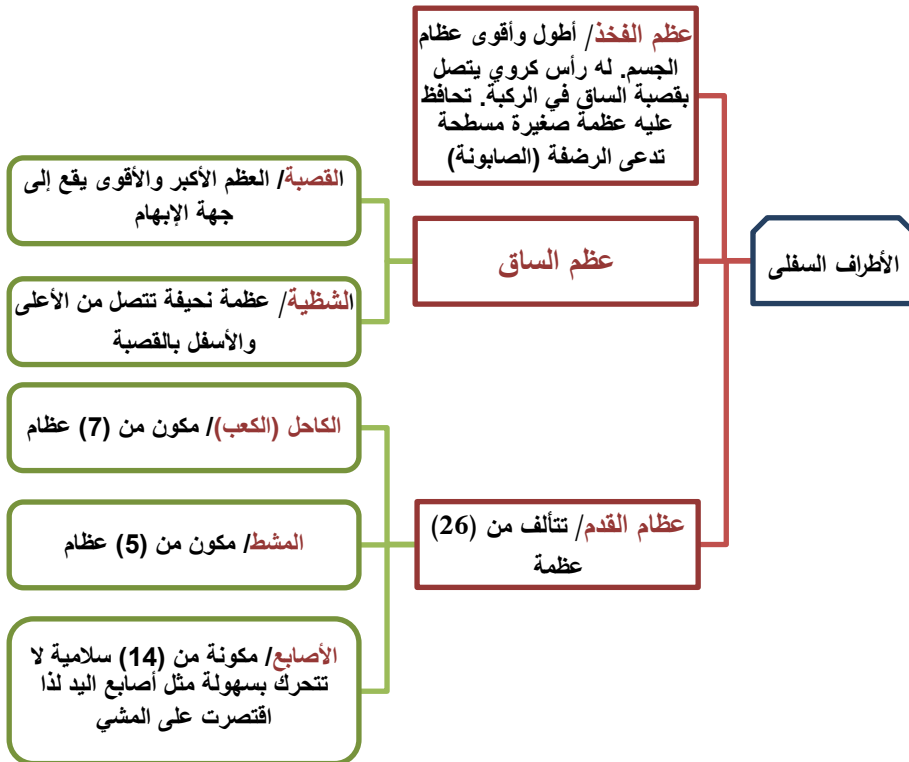 الأطراف السفلى
عظم الفخذ/ أطول وأقوى عظام
الجسم. له رأس كروي يتصل
بقصبة الساق في الركبة. تحافظ
عليه عظمة صغيرة مسطحة
تدعى الرضفة (الصابونة)
عظم الساق
القصبة/ العظم الأكبر والأقوى يقع إلى
جهة الإبهام
الشظية/ عظمة نحيفة تتصل من الأعلى
والأسفل بالقصبة
عظام القدم/ تتألف من (26)
عظمة
الكاحل (الكعب)/ مكون من (7) عظام
المشط/ مكون من (5) عظام
الأصابع/ مكونة من (14) سلامية لا
تتحرك بسهولة مثل أصابع اليد لذا
اقتصرت على المشي